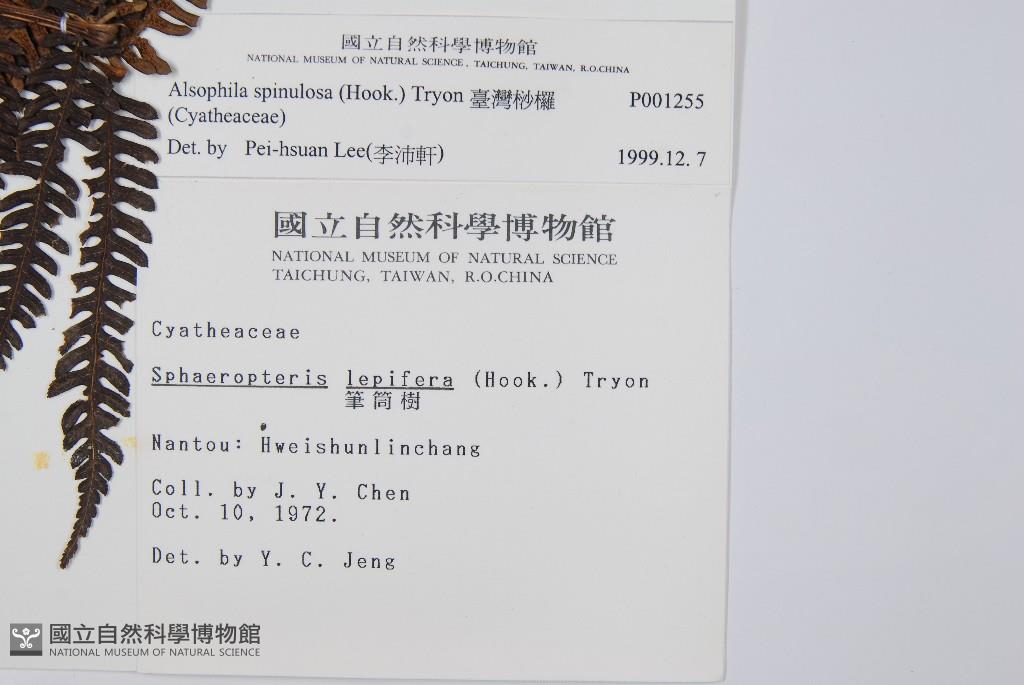 國立自然科學博物館
NATIONAL MUSEUM OF NATURAL SCIENCE, TAICHUNG, TAIWAN, R.O.CHINA
Alsophila spinulosa (Hook.) Tryon 臺灣桫欏 P001255
(Cyatheaceae)
Det. by Pei-hsuan Lee(李沛軒) 1999.12. 7
國立自然科學博物館
NATIONAL MUSEUM OF NATURAL SCIENCE
TAICHUNG, TAIWAN, R.O.CHINA
Cyatheaceae
Sphaeropteris lepifera (Hook.) Tryon
筆筒樹
Nantou: Hweishunlinchang
Coll. by J. Y. Chen
Oct. 10, 1972.
Det. by Y. C. Jeng
國立自然科學博物館
NATIONAL MUSEUM OF NATURAL SCIENCE